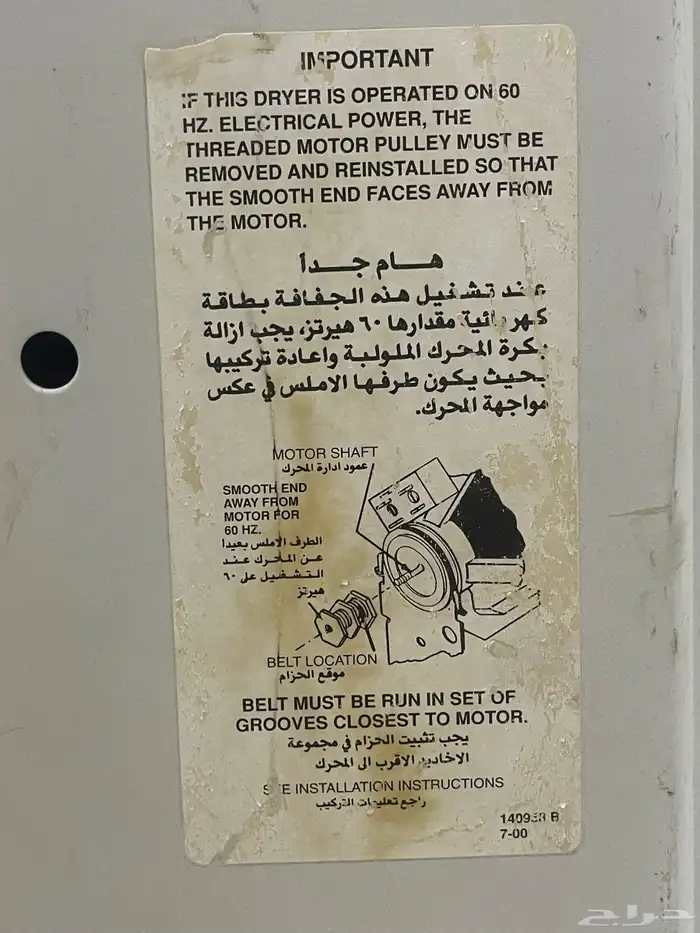 IMPORTANT
IF THIS DRYER IS OPERATED ON 60
HZ. ELECTRICAL POWER, THE
THREADED MOTOR PULLEY MUST BE
REMOVED AND REINSTALLED SO THAT
THE SMOOTH END FACES AWAY FROM
THE MOTOR.
هـــام جــــداً
عند تشغيل هذه الجفافة بطاقة
كهربائية مقدارها ٦٠ هيرتز، يجب ازالة
بكرة المحرك الملولبة واعادة تركيبها
بحيث يكون طرفها الاملس في عكس
مواجهة المحرك.
MOTOR SHAFT
عمود ادارة المحرك
SMOOTH END
AWAY FROM
MOTOR FOR
60 HZ.
الطرف الاملس بعيداً
عن المحرك عند
التشغيل على ٦٠
هيرتز
BELT LOCATION
موقع الحزام
BELT MUST BE RUN IN SET OF
GROOVES CLOSEST TO MOTOR.
يجب تثبيت الحزام في مجموعة
الاخاديد الاقرب الى المحرك
SEE INSTALLATION INSTRUCTIONS
راجع تعليمات التركيب
7-00
حراج